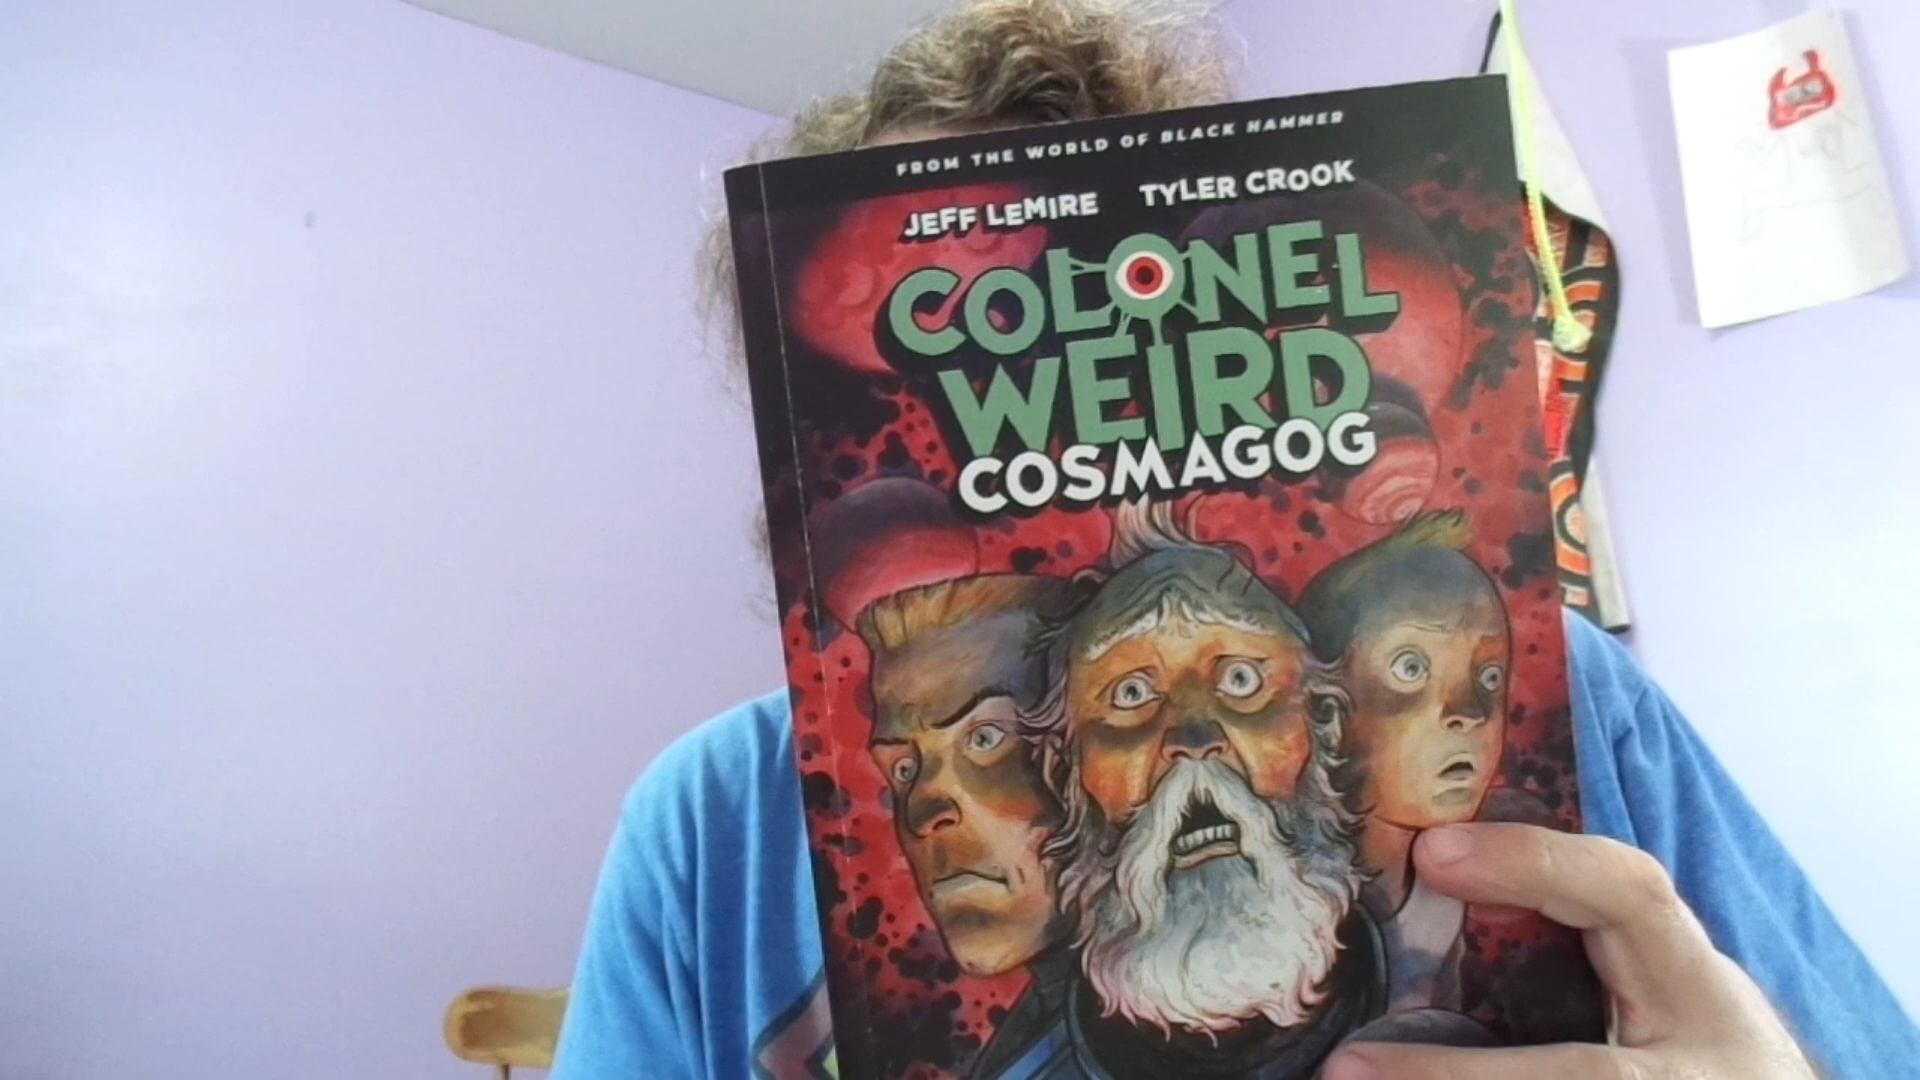 FROM THE WORLD OF BLACK HAMMER
JEFF LEMIRE TYLER CROOK
COLONEL
WEIRD
COSMAGOG